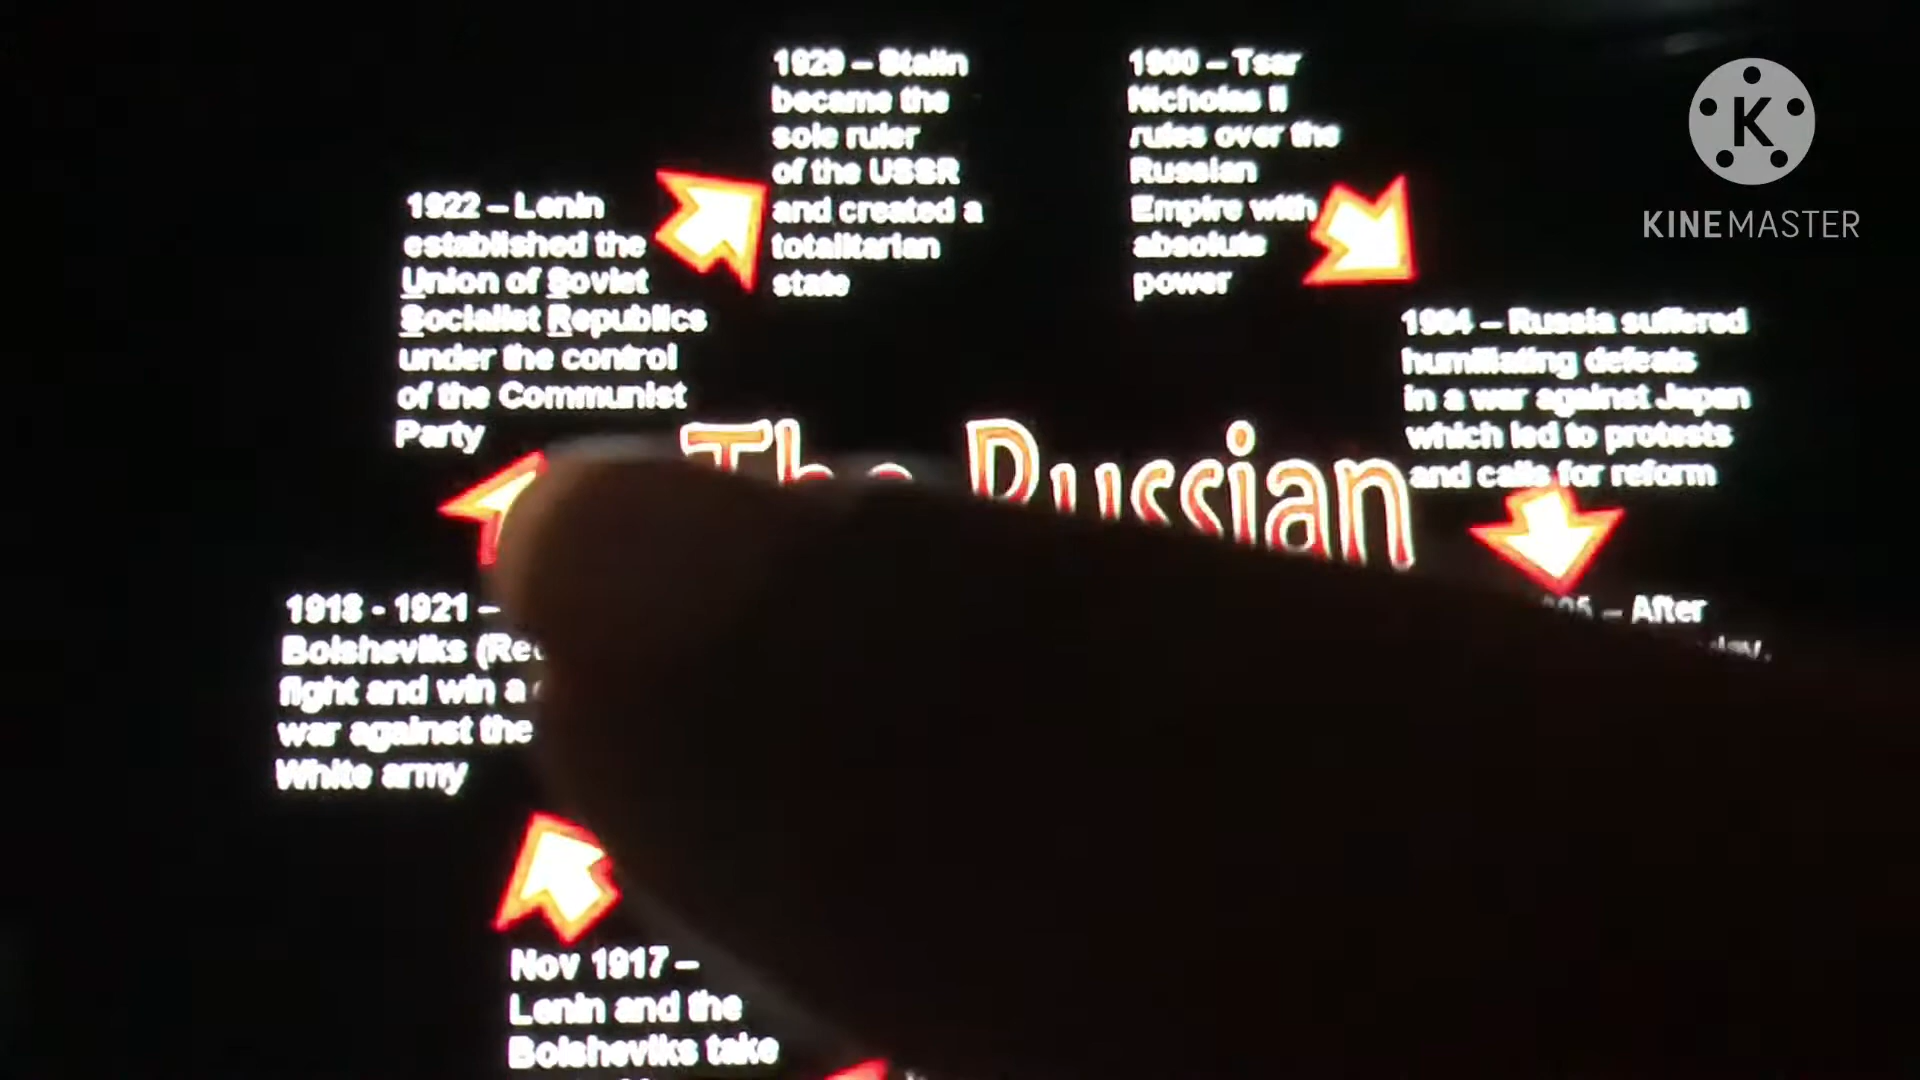 1929 – Stalin
became the
sole ruler
of the USSR
and created a
totalitarian
state
1900 – Tsar
Nicholas II
rules over the
Russian
Empire with
absolute
power
KINEMASTER
1922 – Lenin
established the
Union of Soviet
Socialist Republics
under the control
of the Communist
Party
1904 – Russia suffered
humiliating defeats
in a war against Japan
which led to protests
and calls for reform
The Russian
– After
1918 - 1921 –
Bolsheviks
fight and win a
war against the
White army
Nov 1917 –
Lenin and the
Bolsheviks take